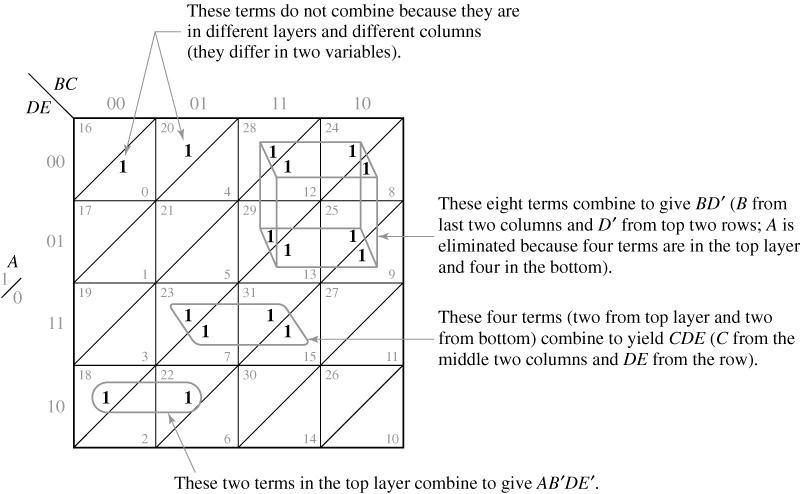 These terms do not combine because they are
in different layers and different columns
(they differ in two variables).
BC
DE 00 01 11 10
16 20 28 24
00 1 1 1 1 1 1
0 4 12 8
17 21 29 25
01 1 1 1 1
1 5 13 9
These eight terms combine to give BD′ (B from
last two columns and D′ from top two rows; A is
eliminated because four terms are in the top layer
and four in the bottom).
A
1
0
19 23 31 27
11 1 1 1 1
3 7 15 11
These four terms (two from top layer and two
from bottom) combine to yield CDE (C from the
middle two columns and DE from the row).
18 22 30 26
10 1 1
2 6 14 10
These two terms in the top layer combine to give AB′DE′.